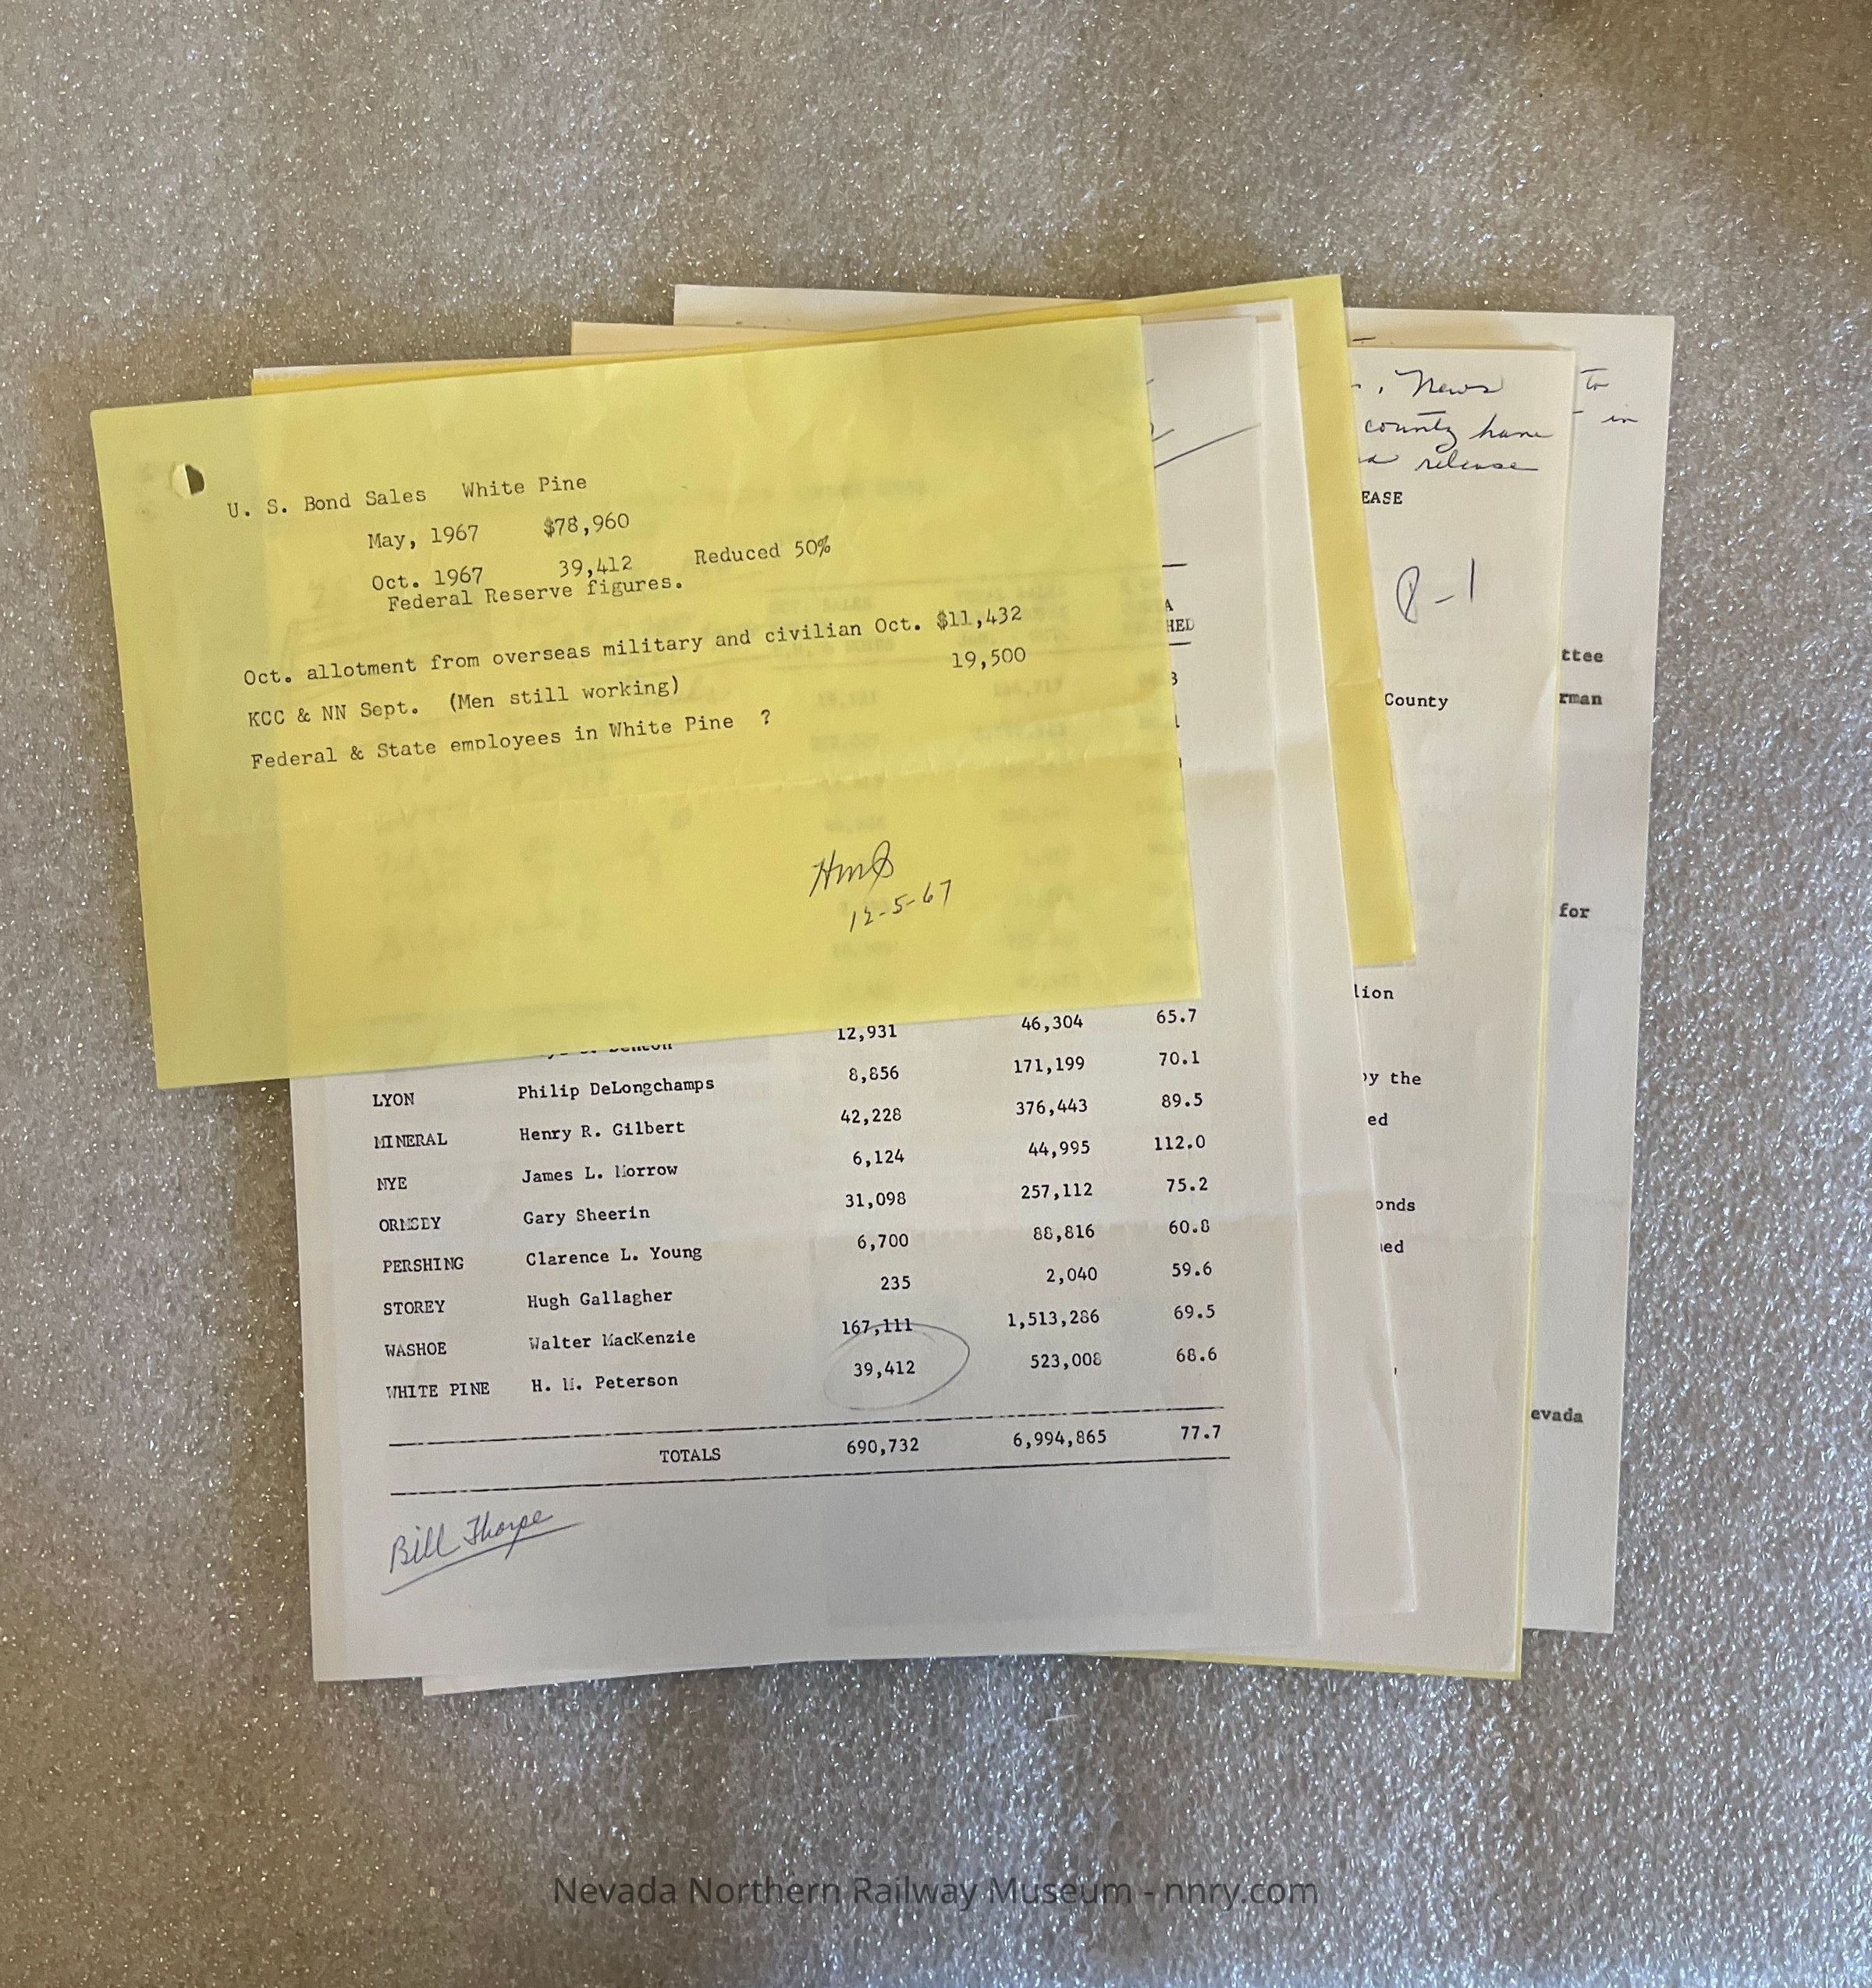 U. S. Bond Sales White Pine
May, 1967 $78,960
Oct. 1967 39,412 Reduced 50%
Federal Reserve figures.
Oct. allotment from overseas military and civilian Oct. $11,432
KCC & NN Sept. (Men still working) 19,500
Federal & State employees in White Pine ?
12-5-67
12,931 46,304 65.7
LYON Philip DeLongchamps 8,856 171,199 70.1
MINERAL Henry R. Gilbert 42,228 376,443 89.5
NYE James L. Morrow 6,124 44,995 112.0
ORMSBY Gary Sheerin 31,098 257,112 75.2
PERSHING Clarence L. Young 6,700 88,816 60.8
STOREY Hugh Gallagher 235 2,040 59.6
WASHOE Walter MacKenzie 167,111 1,513,286 69.5
WHITE PINE H. M. Peterson 39,412 523,008 68.6
TOTALS 690,732 6,994,865 77.7
Bill Thorpe
HED
, News
county have
release
EASE
County
lion
by the
ed
onds
ned
to
in
ttee
rman
for
evada
Nevada Northern Railway Museum - nnry.com